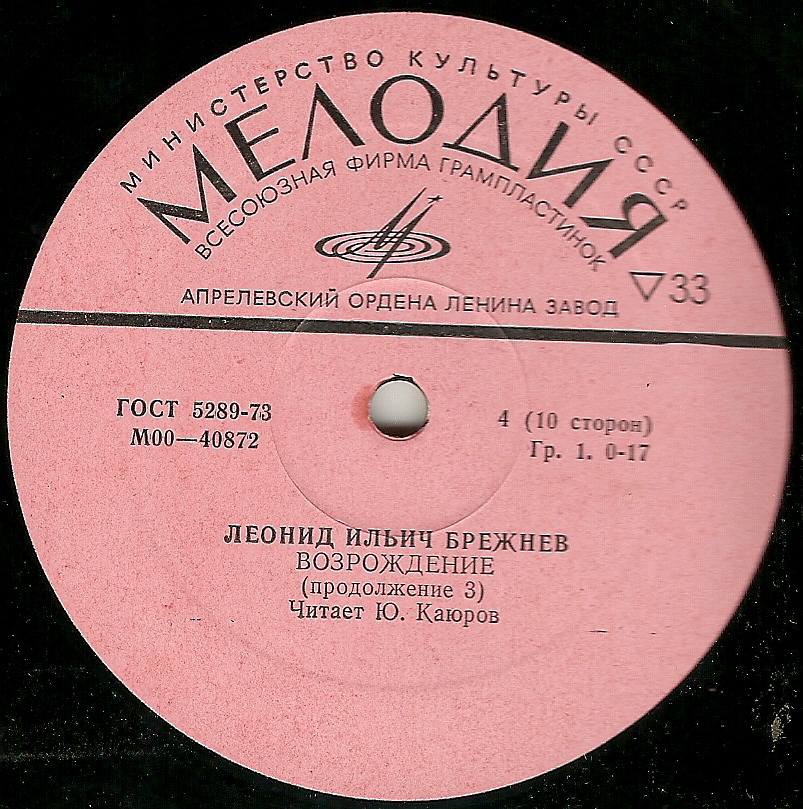 МИНИСТЕРСТВО КУЛЬТУРЫ СССР
МЕЛОДИЯ
ВСЕСОЮЗНАЯ ФИРМА ГРАМПЛАСТИНОК
АПРЕЛЕВСКИЙ ОРДЕНА ЛЕНИНА ЗАВОД
▽33
ГОСТ 5289-73
М00—40872
4 (10 сторон)
Гр. 1. 0-17
ЛЕОНИД ИЛЬИЧ БРЕЖНЕВ
ВОЗРОЖДЕНИЕ
(продолжение 3)
Читает Ю. Каюров